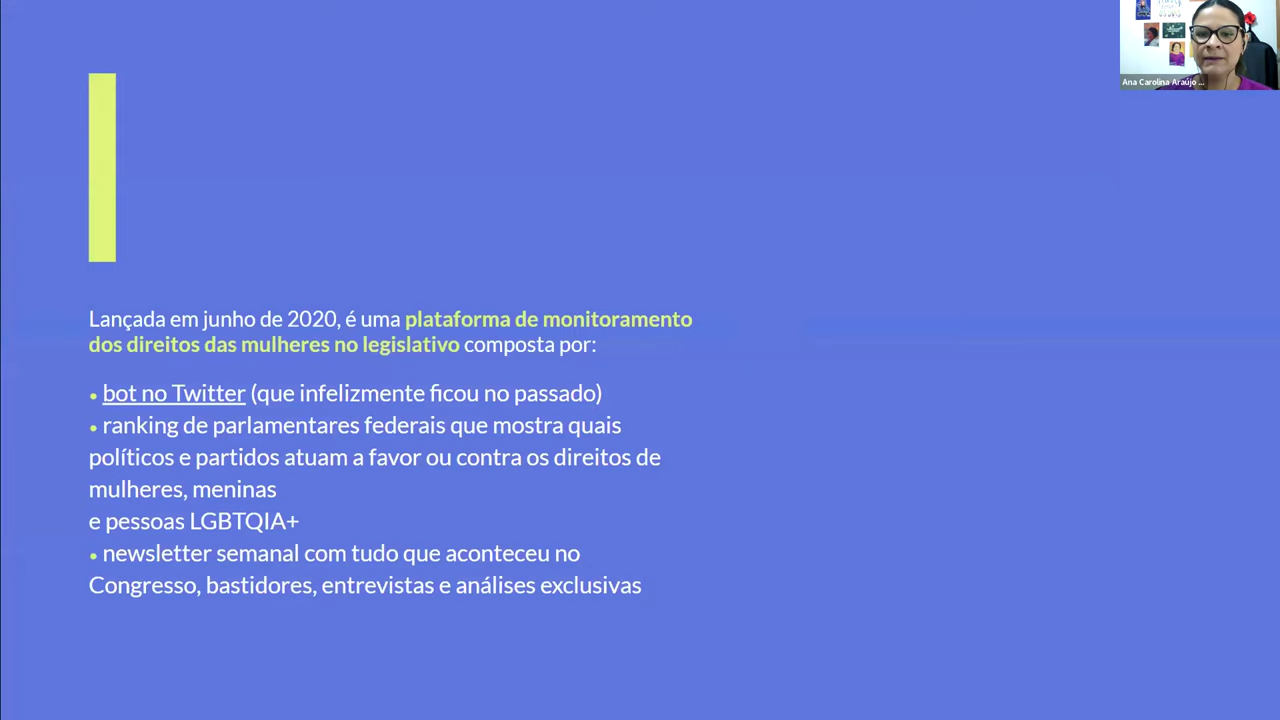 Ana Carolina Araújo ...
Lançada em junho de 2020, é uma plataforma de monitoramento
dos direitos das mulheres no legislativo composta por:
• bot no Twitter (que infelizmente ficou no passado)
• ranking de parlamentares federais que mostra quais
políticos e partidos atuam a favor ou contra os direitos de
mulheres, meninas
e pessoas LGBTQIA+
• newsletter semanal com tudo que aconteceu no
Congresso, bastidores, entrevistas e análises exclusivas